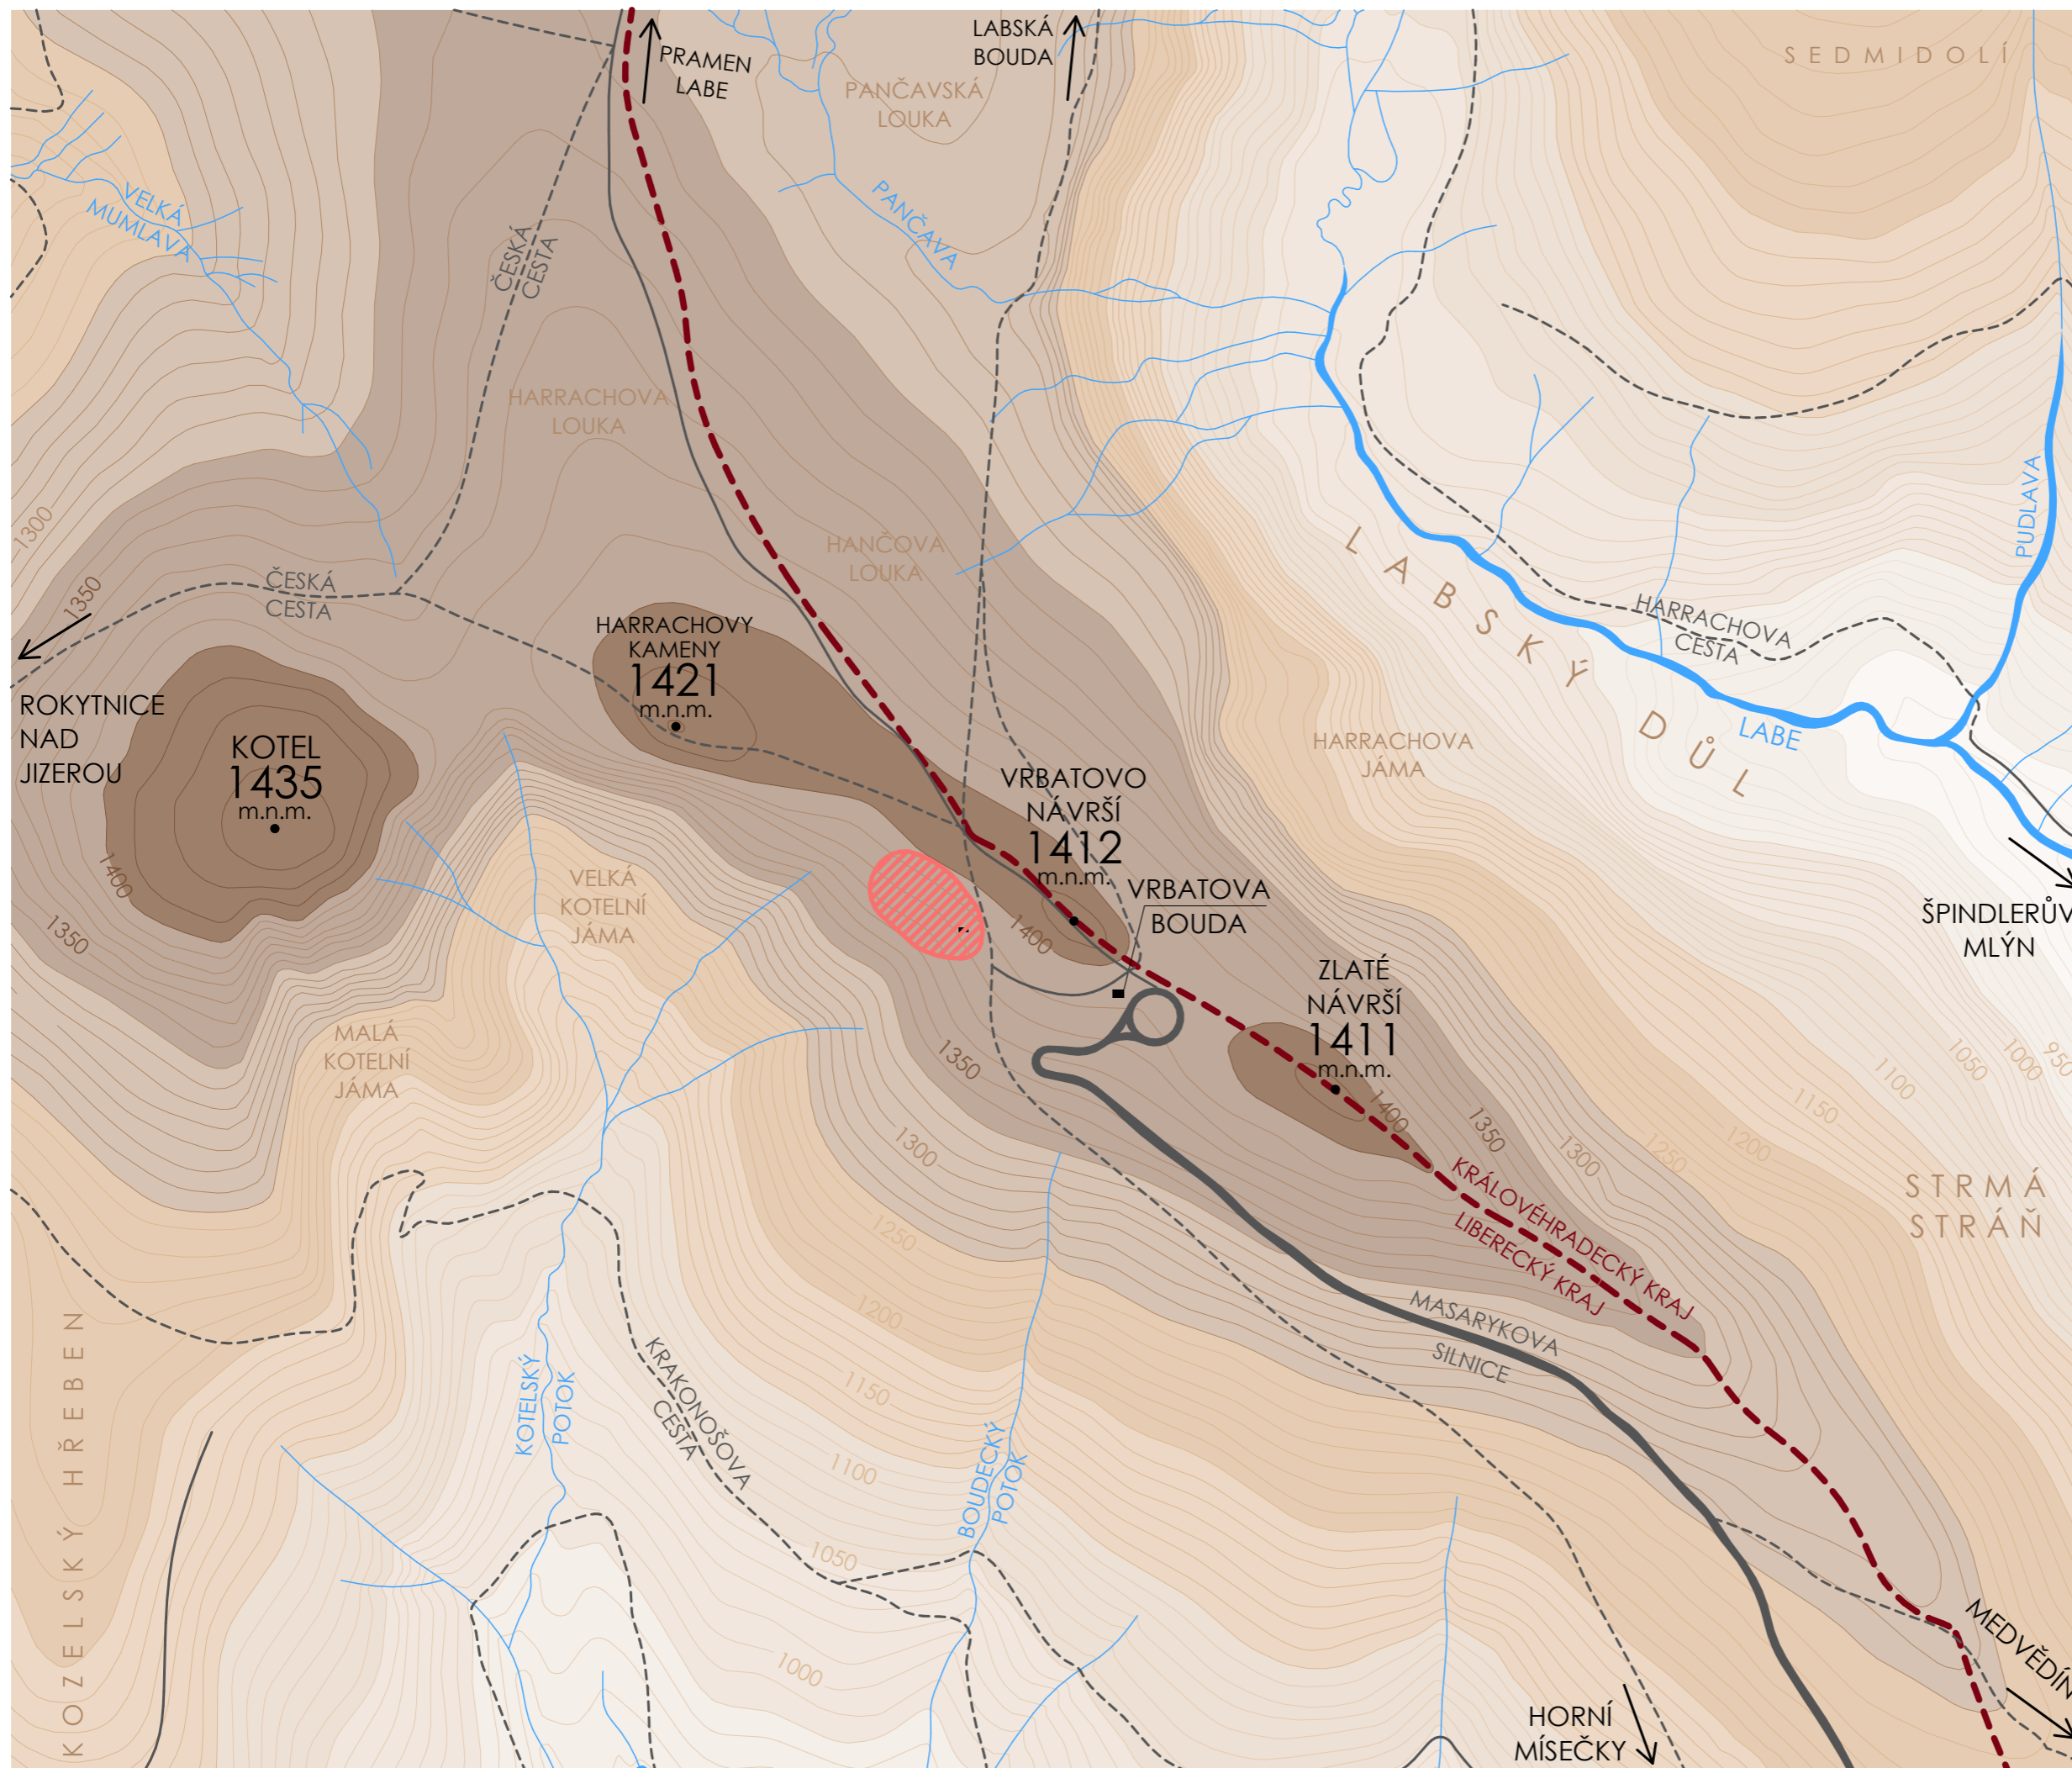 PRAMEN
LABE
LABSKÁ
BOUDA
SEDMIDOLÍ
PANČAVSKÁ
LOUKA
VELKÁ
MUMLAVA
PANČAVA
ČESKÁ
CESTA
HARRACHOVA
LOUKA
HANČOVA
LOUKA
1300
1350
ČESKÁ
CESTA
PUDLAVA
LABSKÝ DŮL
HARRACHOVA
CESTA
LABE
HARRACHOVY
KAMENY
1421
m.n.m.
ROKYTNICE
NAD
JIZEROU
KOTEL
1435
m.n.m.
1400
1350
HARRACHOVA
JÁMA
VRBATOVO
NÁVRŠÍ
1412
m.n.m.
VRBATOVA
BOUDA
1400
VELKÁ
KOTELNÍ
JÁMA
ŠPINDLERŮV
MLÝN
ZLATÉ
NÁVRŠÍ
1411
m.n.m.
MALÁ
KOTELNÍ
JÁMA
1350
1300
1250
1200
1150
1100
1050
1000
1400
1350
1300
1250
1200
1150
1100
1050
1000
950
STRMÁ
STRÁŇ
KRÁLOVÉHRADECKÝ KRAJ
LIBERECKÝ KRAJ
MASARYKOVA
SILNICE
KOZELSKÝ HŘEBEN
KOTELSKÝ
POTOK
KRAKONOŠOVA
CESTA
BOUDECKÝ
POTOK
MEDVĚDÍN
HORNÍ
MÍSEČKY